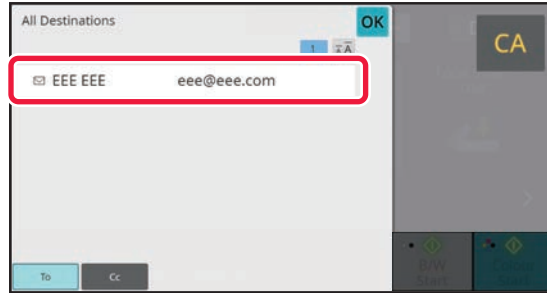 All Destinations
OK
CA
1
EEE EEE eee@eee.com
To
Cc
B/W
Start
Colour
Start